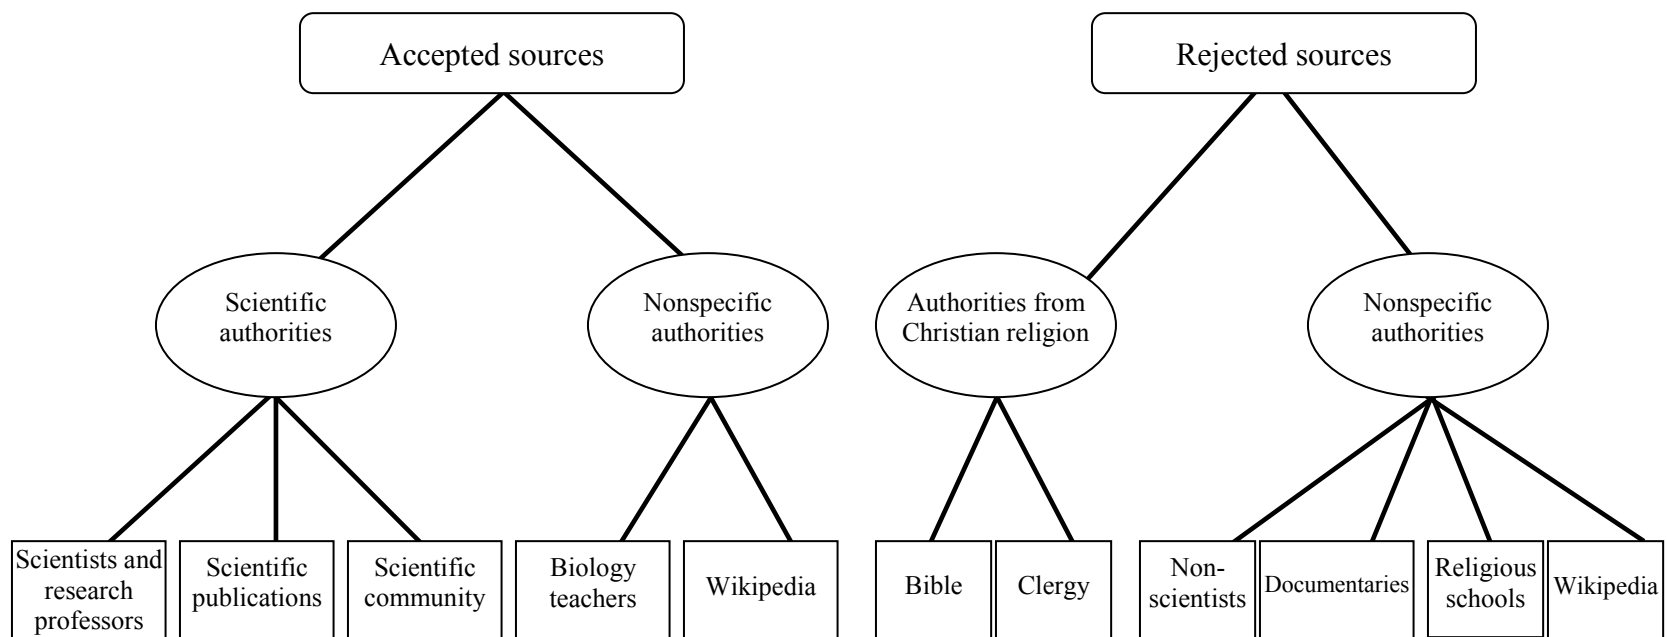 Accepted sources
Rejected sources
Scientific
authorities
Nonspecific
authorities
Authorities from
Christian religion
Nonspecific
authorities
Scientists and
research
professors
Scientific
publications
Scientific
community
Biology
teachers
Wikipedia
Bible
Clergy
Non-
scientists
Documentaries
Religious
schools
Wikipedia